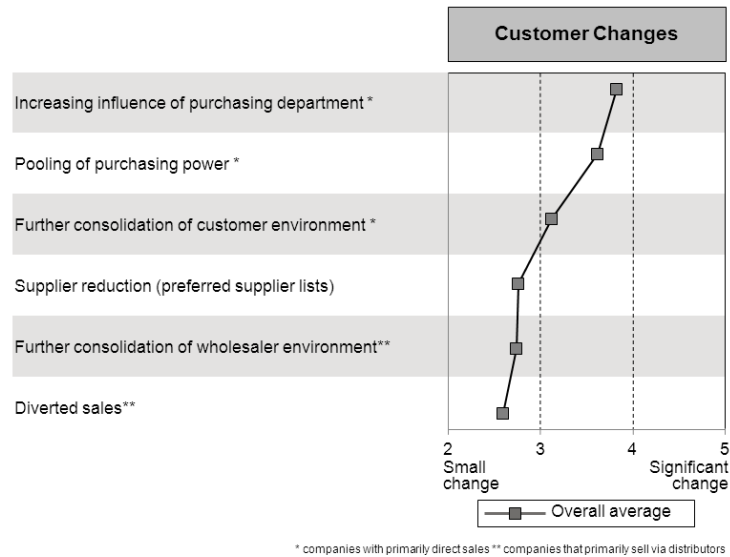 Customer Changes
Increasing influence of purchasing department *
Pooling of purchasing power *
Further consolidation of customer environment *
Supplier reduction (preferred supplier lists)
Further consolidation of wholesaler environment**
Diverted sales**
2 3 4 5
Small Significant
change change
Overall average
* companies with primarily direct sales ** companies that primarily sell via distributors